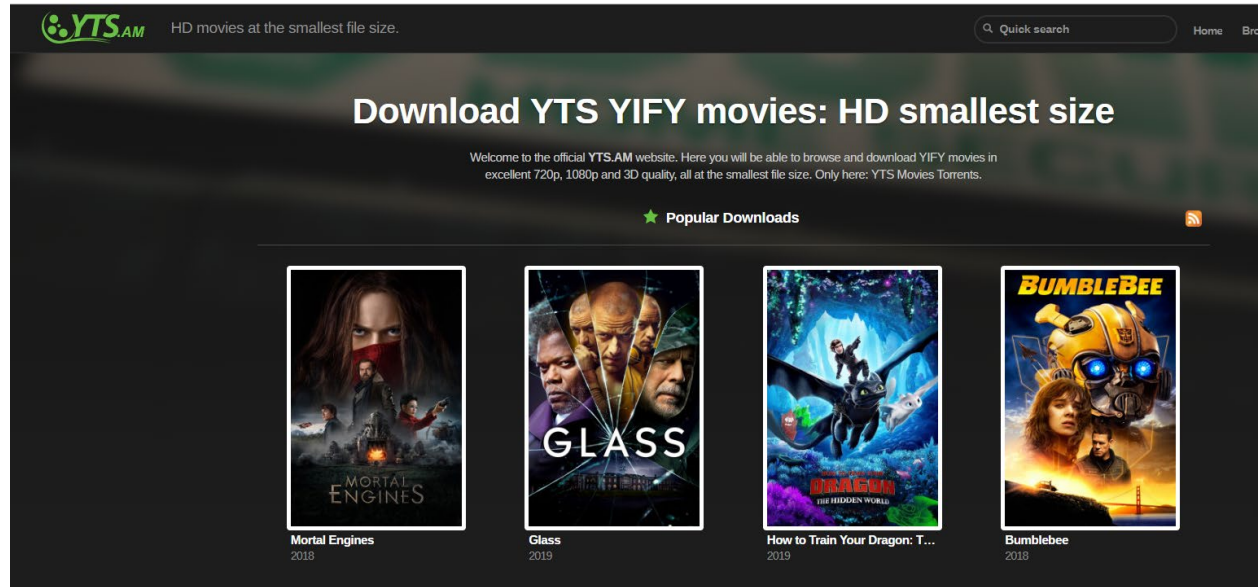 YTS.AM
HD movies at the smallest file size.
Quick search
Home
Bro
Download YTS YIFY movies: HD smallest size
Welcome to the official YTS.AM website. Here you will be able to browse and download YIFY movies in
excellent 720p, 1080p and 3D quality, all at the smallest file size. Only here: YTS Movies Torrents.
Popular Downloads
MORTAL
ENGINES
GLASS
DRAGON
THE HIDDEN WORLD
BUMBLEBEE
Mortal Engines
2018
Glass
2019
How to Train Your Dragon: T...
2019
Bumblebee
2018